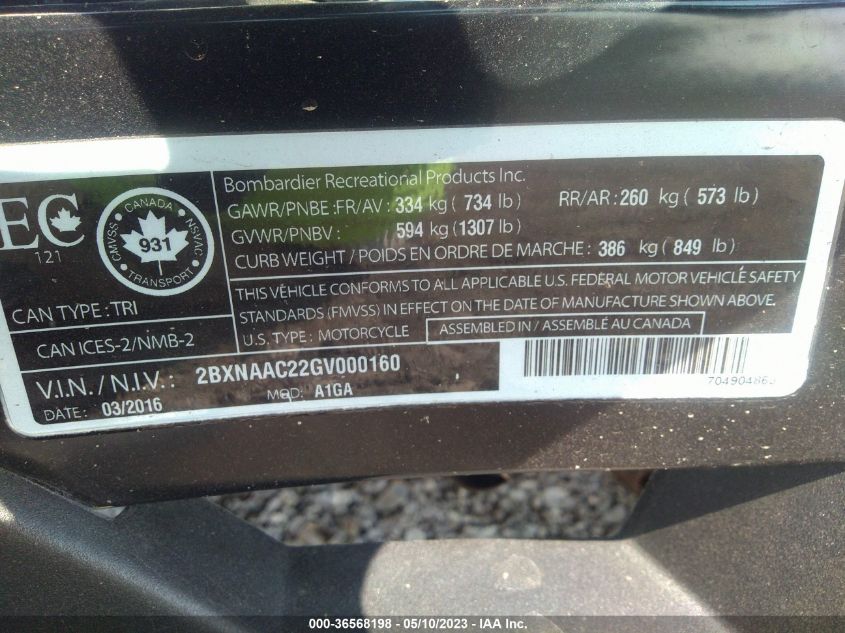 Bombardier Recreational Products Inc.
GAWR/PNBE :FR/AV: 334 kg ( 734 lb) RR/AR: 260 kg ( 573 lb)
GVWR/PNBV : 594 kg (1307 lb)
CURB WEIGHT / POIDS EN ORDRE DE MARCHE : 386 kg (849 lb)
EC
121
CANADA
CMVSS
931
NSVAC
TRANSPORT
CAN TYPE: TRI
CAN ICES-2/NMB-2
THIS VEHICLE CONFORMS TO ALL APPLICABLE U.S. FEDERAL MOTOR VEHICLE SAFETY
STANDARDS (FMVSS) IN EFFECT ON THE DATE OF MANUFACTURE SHOWN ABOVE.
U.S. TYPE: MOTORCYCLE ASSEMBLED IN / ASSEMBLÉ AU CANADA
V.I.N. / N.I.V.: 2BXNAAC22GV000160
DATE: 03/2016 MOD: A1GA
000-36568198 - 05/10/2023 - IAA Inc.